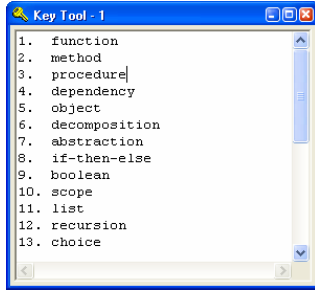 Key Tool - 1
1. function
2. method
3. procedure
4. dependency
5. object
6. decomposition
7. abstraction
8. if-then-else
9. boolean
10. scope
11. list
12. recursion
13. choice